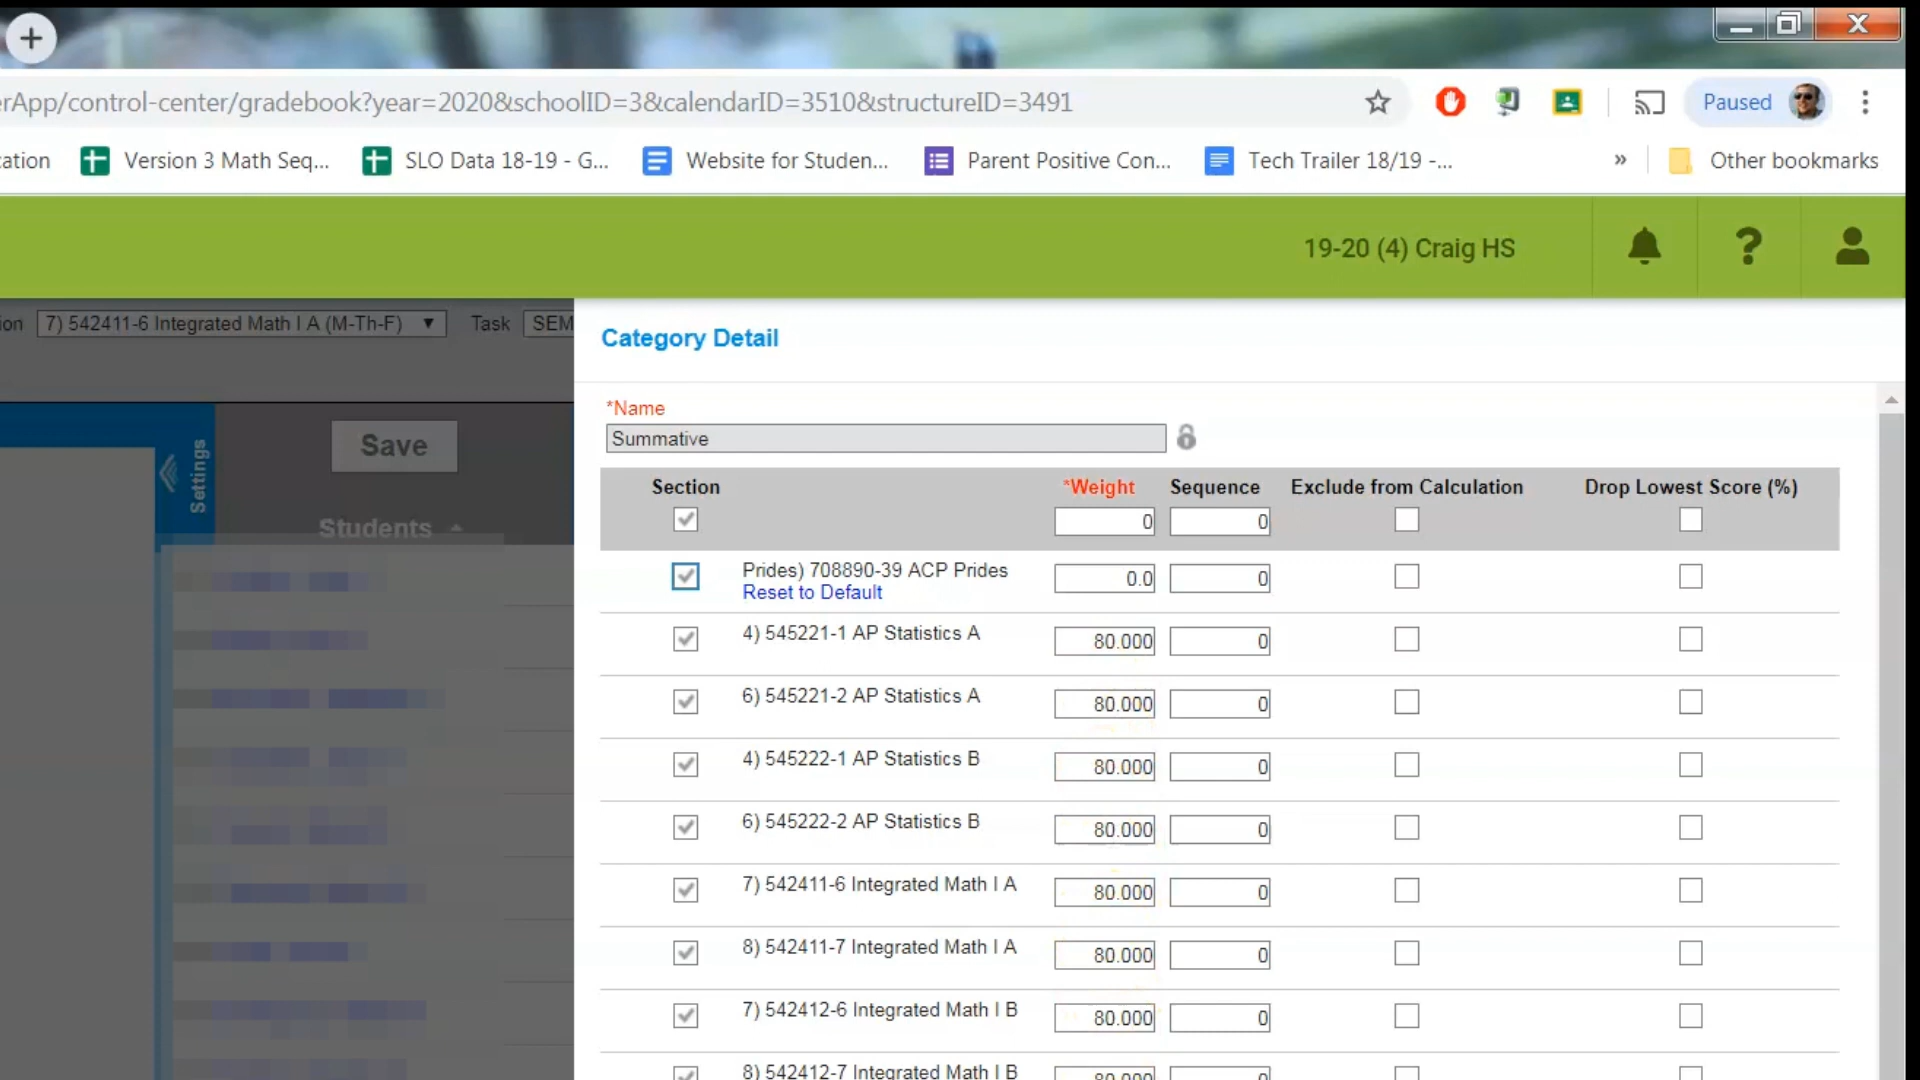 erApp/control-center/gradebook?year=2020&schoolID=3&calendarID=3510&structureID=3491
Paused
cation
Version 3 Math Seq...
SLO Data 18-19 - G...
Website for Studen...
Parent Positive Con...
Tech Trailer 18/19 -...
»
Other bookmarks
19-20 (4) Craig HS
?
ion 7) 542411-6 Integrated Math I A (M-Th-F) Task SEM
Category Detail
*Name
Summative
Settings
Save
Students
Section *Weight Sequence Exclude from Calculation Drop Lowest Score (%)
0 0
Prides) 708890-39 ACP Prides 0.0 0
Reset to Default
4) 545221-1 AP Statistics A 80.000 0
6) 545221-2 AP Statistics A 80.000 0
4) 545222-1 AP Statistics B 80.000 0
6) 545222-2 AP Statistics B 80.000 0
7) 542411-6 Integrated Math I A 80.000 0
8) 542411-7 Integrated Math I A 80.000 0
7) 542412-6 Integrated Math I B 80.000 0
8) 542412-7 Integrated Math I B 80.000 0